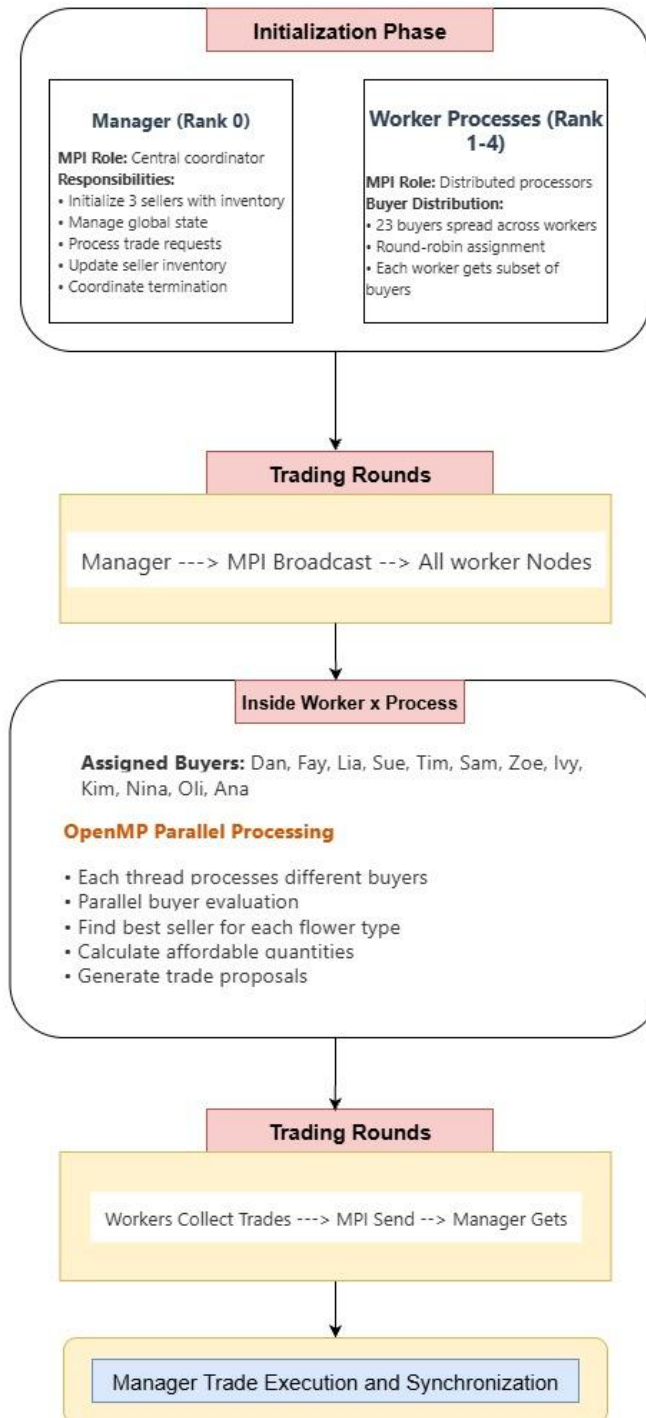 Initialization Phase
Manager (Rank 0)
MPI Role: Central coordinator
Responsibilities:
• Initialize 3 sellers with inventory
• Manage global state
• Process trade requests
• Update seller inventory
• Coordinate termination
Worker Processes (Rank
1-4)
MPI Role: Distributed processors
Buyer Distribution:
• 23 buyers spread across workers
• Round-robin assignment
• Each worker gets subset of
buyers
Trading Rounds
Manager ---> MPI Broadcast --> All worker Nodes
Inside Worker x Process
Assigned Buyers: Dan, Fay, Lia, Sue, Tim, Sam, Zoe, Ivy,
Kim, Nina, Oli, Ana
OpenMP Parallel Processing
• Each thread processes different buyers
• Parallel buyer evaluation
• Find best seller for each flower type
• Calculate affordable quantities
• Generate trade proposals
Trading Rounds
Workers Collect Trades ---> MPI Send --> Manager Gets
Manager Trade Execution and Synchronization